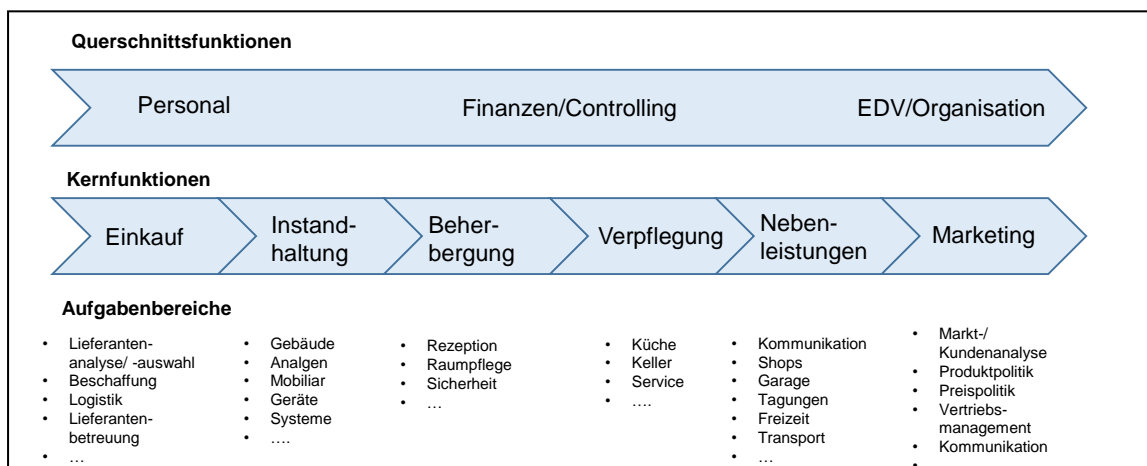 Querschnittsfunktionen
Personal
Finanzen/Controlling
EDV/Organisation
Kernfunktionen
Einkauf
Instand-
haltung
Beher-
bergung
Verpflegung
Neben-
leistungen
Marketing
Aufgabenbereiche
• Lieferanten-
analyse/ -auswahl
• Beschaffung
• Logistik
• Lieferanten-
betreuung
• …
• Gebäude
• Analgen
• Mobiliar
• Geräte
• Systeme
• ….
• Rezeption
• Raumpflege
• Sicherheit
• …
• Küche
• Keller
• Service
• ….
• Kommunikation
• Shops
• Garage
• Tagungen
• Freizeit
• Transport
• …
• Markt-/
Kundenanalyse
• Produktpolitik
• Preispolitik
• Vertriebs-
management
• Kommunikation